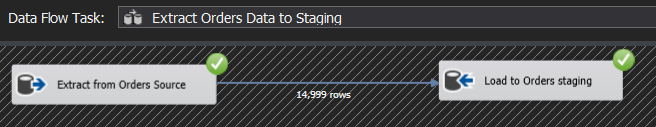 Data Flow Task: Extract Orders Data to Staging
Extract from Orders Source
Load to Orders staging
14,999 rows